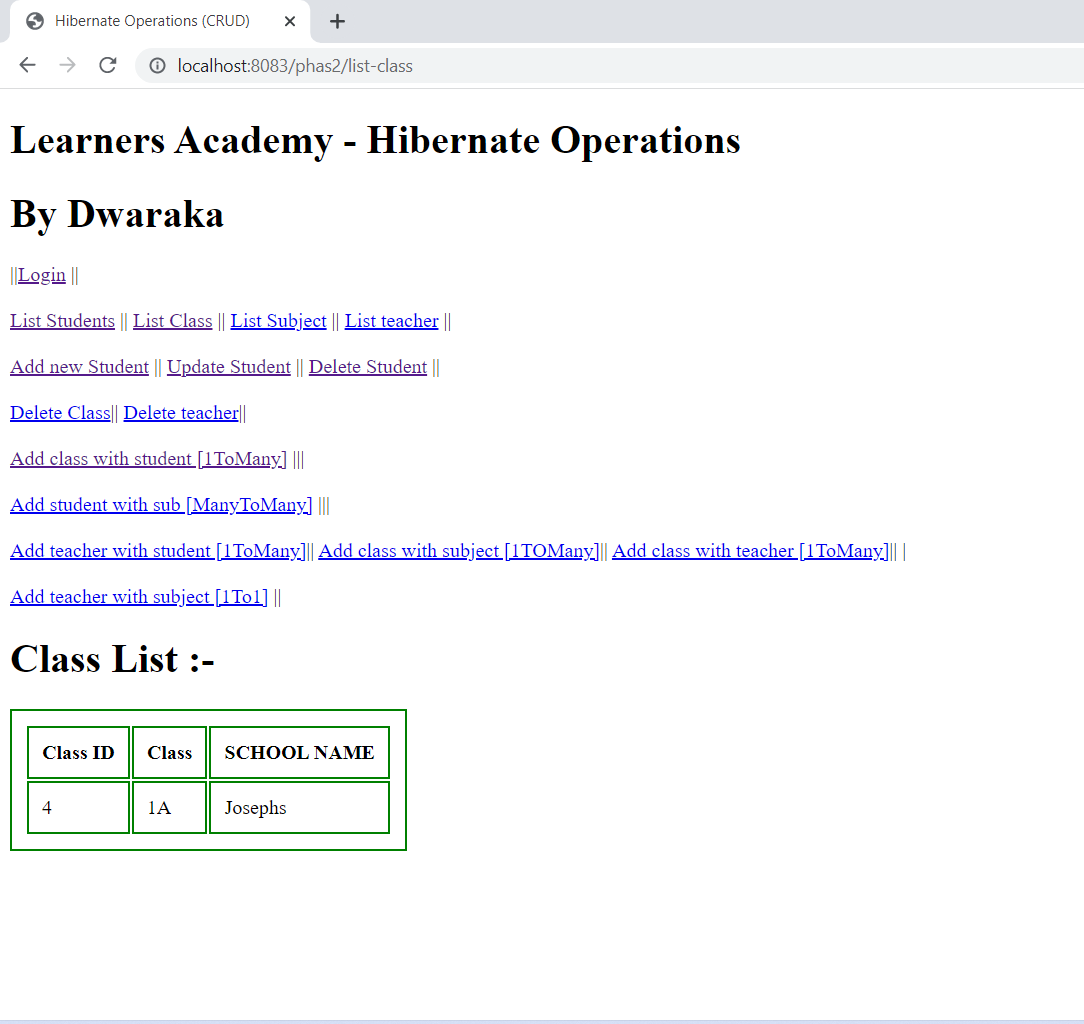 Hibernate Operations (CRUD)
localhost:8083/phas2/list-class
Learners Academy - Hibernate Operations
By Dwaraka
||Login ||
List Students || List Class || List Subject || List teacher ||
Add new Student || Update Student || Delete Student ||
Delete Class|| Delete teacher||
Add class with student [1ToMany] |||
Add student with sub [ManyToMany] |||
Add teacher with student [1ToMany]|| Add class with subject [1TOMany]|| Add class with teacher [1ToMany]|| |
Add teacher with subject [1To1] ||
Class List :-
Class ID Class SCHOOL NAME
4 1A Josephs